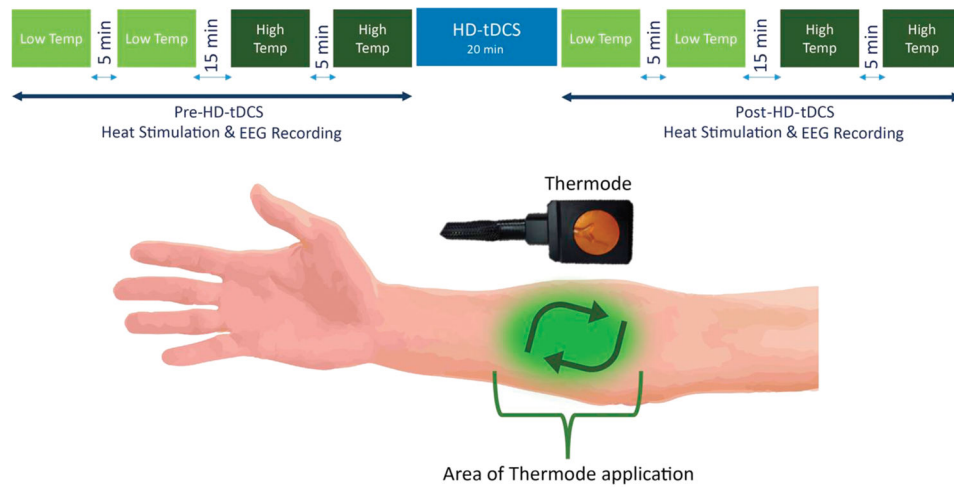 Low Temp
5 min
Low Temp
15 min
High
Temp
5 min
High
Temp
HD-tDCS
20 min
Low Temp
5 min
Low Temp
15 min
High
Temp
5 min
High
Temp
Pre-HD-tDCS
Heat Stimulation & EEG Recording
Post-HD-tDCS
Heat Stimulation & EEG Recording
Thermode
Area of Thermode application